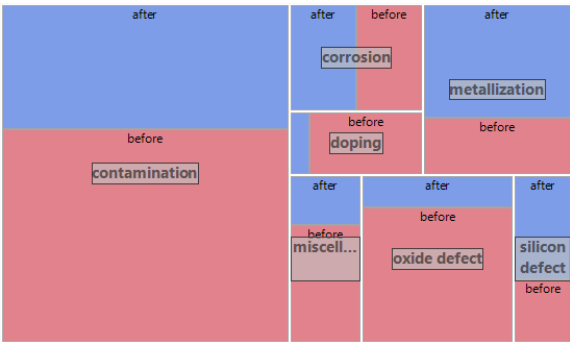 after
before
contamination
after
before
corrosion
before
doping
after
metallization
before
after
before
miscell...
after
before
oxide defect
after
silicon
defect
before